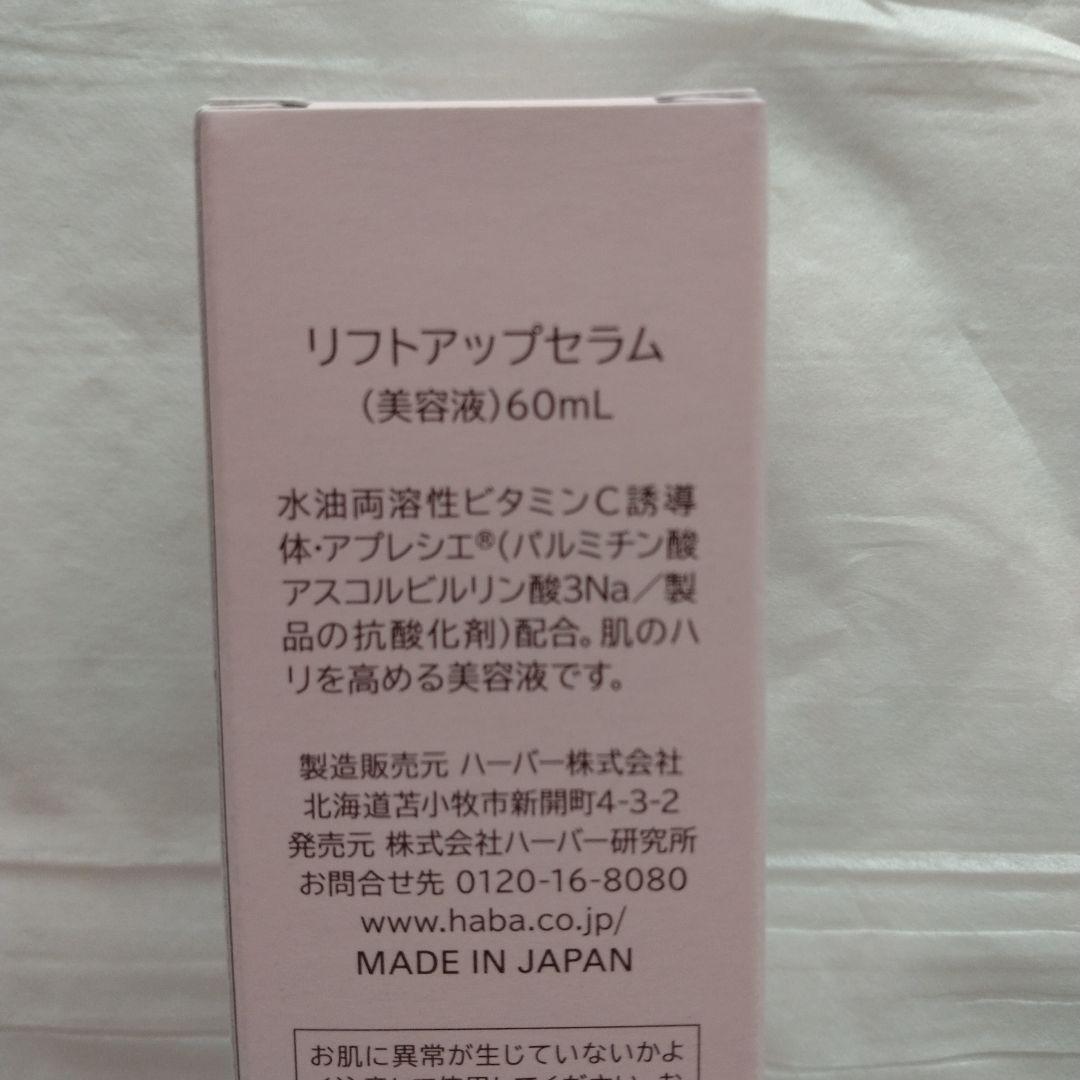 リフトアップセラム
(美容液)60mL
水油両溶性ビタミンC誘導
体・アプレシエ®(パルミチン酸
アスコルビルリン酸3Na/製
品の抗酸化剤)配合。肌のハ
リを高める美容液です。
製造販売元 ハーバー株式会社
北海道苫小牧市新開町4-3-2
発売元 株式会社ハーバー研究所
お問合せ先 0120-16-8080
www.haba.co.jp/
MADE IN JAPAN
お肌に異常が生じていないかよ